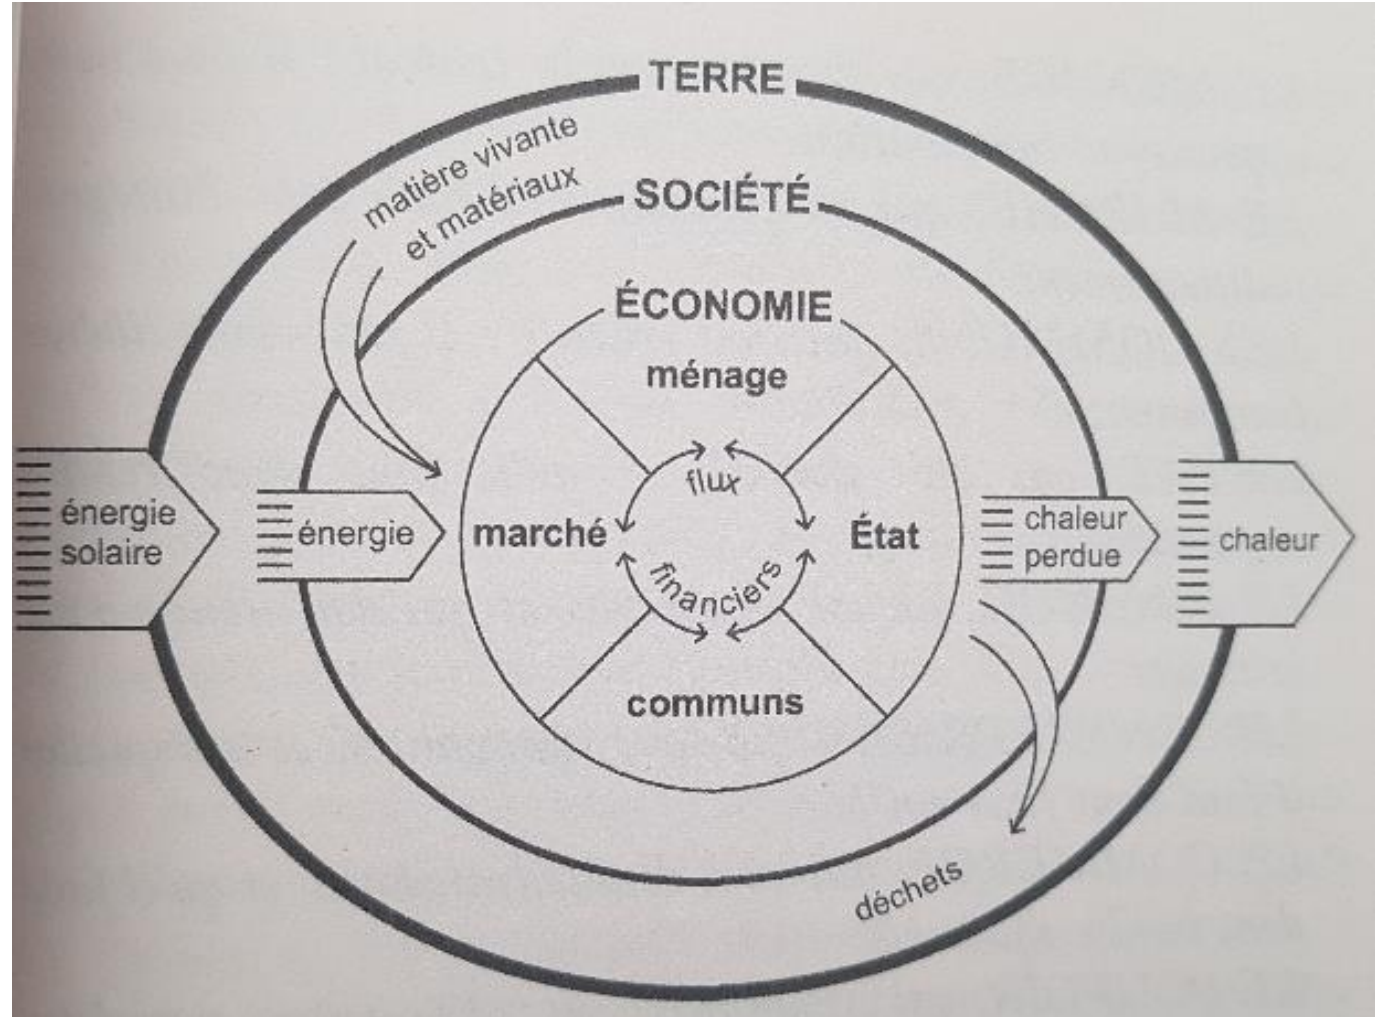 TERRE
matière vivante
et matériaux
SOCIÉTÉ
ÉCONOMIE
ménage
flux
énergie
solaire
énergie
marché
État
chaleur
perdue
chaleur
financiers
communs
déchets